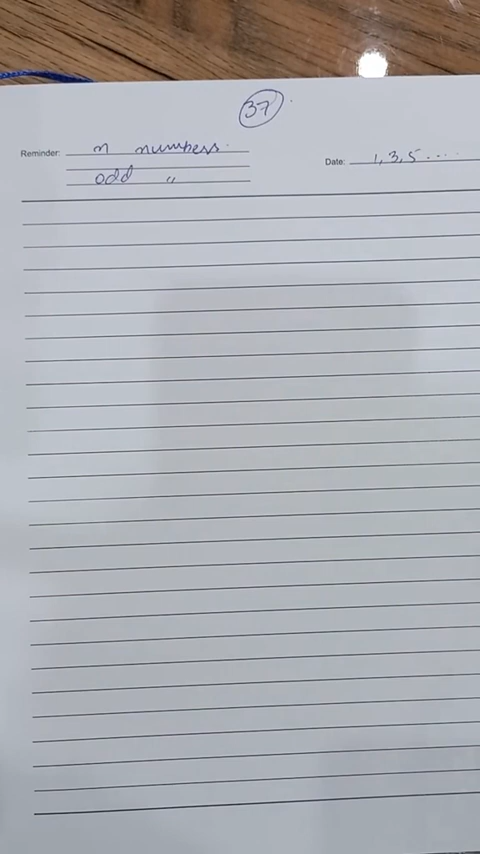 37
Reminder: n numbers Date: 1, 3, 5 ....
odd "